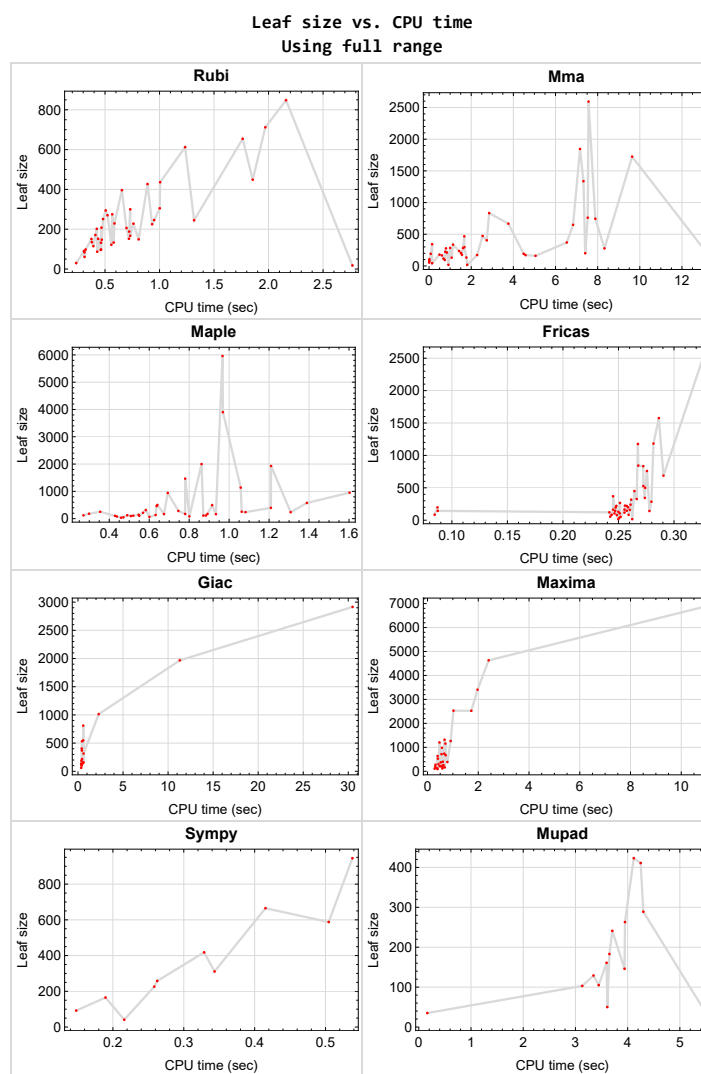 Leaf size vs. CPU time
Using full range
Rubi
Leaf size
800
600
400
200
0
0.5 1.0 1.5 2.0 2.5
CPU time (sec)
Mma
Leaf size
2500
2000
1500
1000
500
0
0 2 4 6 8 10 12
CPU time (sec)
Maple
Leaf size
6000
5000
4000
3000
2000
1000
0
0.4 0.6 0.8 1.0 1.2 1.4 1.6
CPU time (sec)
Fricas
Leaf size
2500
2000
1500
1000
500
0
0.10 0.15 0.20 0.25 0.30
CPU time (sec)
Giac
Leaf size
3000
2500
2000
1500
1000
500
0
0 5 10 15 20 25 30
CPU time (sec)
Maxima
Leaf size
7000
6000
5000
4000
3000
2000
1000
0
0 2 4 6 8 10
CPU time (sec)
Sympy
Leaf size
800
600
400
200
0
0.2 0.3 0.4 0.5
CPU time (sec)
Mupad
Leaf size
400
300
200
100
0
0 1 2 3 4 5
CPU time (sec)